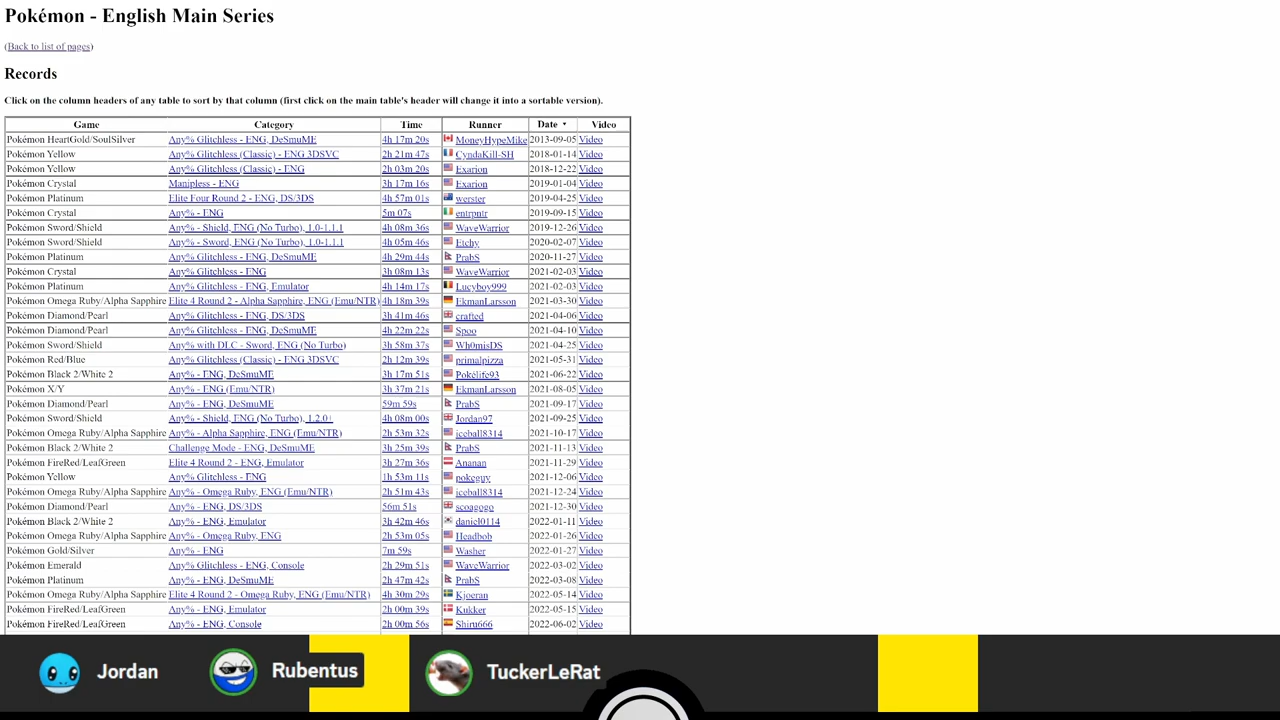 Pokémon - English Main Series
(Back to list of pages)
Records
Click on the column headers of any table to sort by that column (first click on the main table's header will change it into a sortable version).
Game Category Time Runner Date ▼ Video
Pokémon HeartGold/SoulSilver Any% Glitchless - ENG, DeSmuME 4h 17m 20s MoneyHypeMike 2013-09-05 Video
Pokémon Yellow Any% Glitchless (Classic) - ENG 3DSVC 2h 21m 47s CyndaKill-SH 2018-01-14 Video
Pokémon Yellow Any% Glitchless (Classic) - ENG 2h 03m 20s Exarion 2018-12-22 Video
Pokémon Crystal Manipless - ENG 3h 17m 16s Exarion 2019-01-04 Video
Pokémon Platinum Elite Four Round 2 - ENG, DS/3DS 4h 57m 01s werster 2019-04-25 Video
Pokémon Crystal Any% - ENG 5m 07s entrpntr 2019-09-15 Video
Pokémon Sword/Shield Any% - Shield, ENG (No Turbo), 1.0-1.1.1 4h 08m 36s WaveWarrior 2019-12-26 Video
Pokémon Sword/Shield Any% - Sword, ENG (No Turbo), 1.0-1.1.1 4h 05m 46s Etchy 2020-02-07 Video
Pokémon Platinum Any% Glitchless - ENG, DeSmuME 4h 29m 44s PrabS 2020-11-27 Video
Pokémon Crystal Any% Glitchless - ENG 3h 08m 13s WaveWarrior 2021-02-03 Video
Pokémon Platinum Any% Glitchless - ENG, Emulator 4h 14m 17s Lucyboy999 2021-02-03 Video
Pokémon Omega Ruby/Alpha Sapphire Elite 4 Round 2 - Alpha Sapphire, ENG (Emu/NTR) 4h 18m 39s EkmanLarsson 2021-03-30 Video
Pokémon Diamond/Pearl Any% Glitchless - ENG, DS/3DS 3h 41m 46s crafted 2021-04-06 Video
Pokémon Diamond/Pearl Any% Glitchless - ENG, DeSmuME 4h 22m 22s Spoo 2021-04-10 Video
Pokémon Sword/Shield Any% with DLC - Sword, ENG (No Turbo) 3h 58m 37s Wh0misDS 2021-04-25 Video
Pokémon Red/Blue Any% Glitchless (Classic) - ENG 3DSVC 2h 12m 39s primalpizza 2021-05-31 Video
Pokémon Black 2/White 2 Any% - ENG, DeSmuME 3h 17m 51s Pokélife93 2021-06-22 Video
Pokémon X/Y Any% - ENG (Emu/NTR) 3h 37m 21s EkmanLarsson 2021-08-05 Video
Pokémon Diamond/Pearl Any% - ENG, DeSmuME 59m 59s PrabS 2021-09-17 Video
Pokémon Sword/Shield Any% - Shield, ENG (No Turbo), 1.2.0+ 4h 08m 00s Jordan97 2021-09-25 Video
Pokémon Omega Ruby/Alpha Sapphire Any% - Alpha Sapphire, ENG (Emu/NTR) 2h 53m 32s iceball8314 2021-10-17 Video
Pokémon Black 2/White 2 Challenge Mode - ENG, DeSmuME 3h 25m 39s PrabS 2021-11-13 Video
Pokémon FireRed/LeafGreen Elite 4 Round 2 - ENG, Emulator 3h 27m 36s Ananan 2021-11-29 Video
Pokémon Yellow Any% Glitchless - ENG 1h 53m 11s pokeguy 2021-12-06 Video
Pokémon Omega Ruby/Alpha Sapphire Any% - Omega Ruby, ENG (Emu/NTR) 2h 51m 43s iceball8314 2021-12-24 Video
Pokémon Diamond/Pearl Any% - ENG, DS/3DS 56m 51s scoagogo 2021-12-30 Video
Pokémon Black 2/White 2 Any% - ENG, Emulator 3h 42m 46s daniel0114 2022-01-11 Video
Pokémon Omega Ruby/Alpha Sapphire Any% - Omega Ruby, ENG 2h 53m 05s Headbob 2022-01-26 Video
Pokémon Gold/Silver Any% - ENG 7m 59s Washer 2022-01-27 Video
Pokémon Emerald Any% Glitchless - ENG, Console 2h 29m 51s WaveWarrior 2022-03-02 Video
Pokémon Platinum Any% - ENG, DeSmuME 2h 47m 42s PrabS 2022-03-08 Video
Pokémon Omega Ruby/Alpha Sapphire Elite 4 Round 2 - Omega Ruby, ENG (Emu/NTR) 4h 30m 29s Kjoeran 2022-05-14 Video
Pokémon FireRed/LeafGreen Any% - ENG, Emulator 2h 00m 39s Kukker 2022-05-15 Video
Pokémon FireRed/LeafGreen Any% - ENG, Console 2h 00m 56s Shiru666 2022-06-02 Video
Jordan Rubentus TuckerLeRat